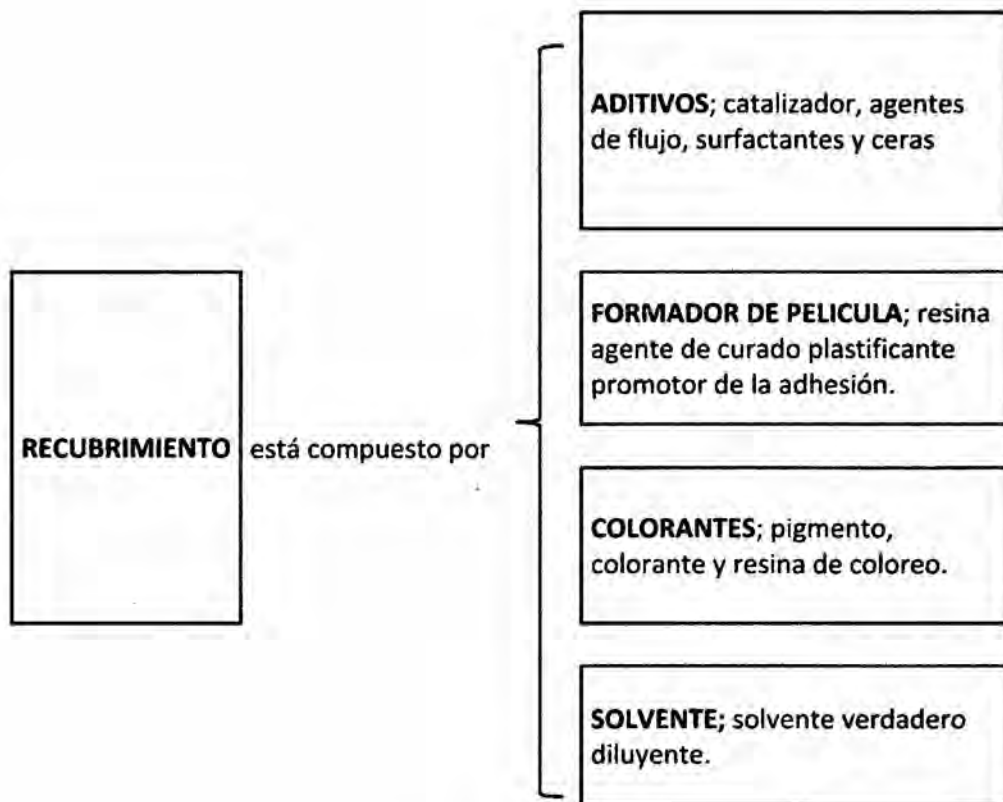 RECUBRIMIENTO está compuesto por
ADITIVOS; catalizador, agentes
de flujo, surfactantes y ceras
FORMADOR DE PELICULA; resina
agente de curado plastificante
promotor de la adhesión.
COLORANTES; pigmento,
colorante y resina de coloreo.
SOLVENTE; solvente verdadero
diluyente.